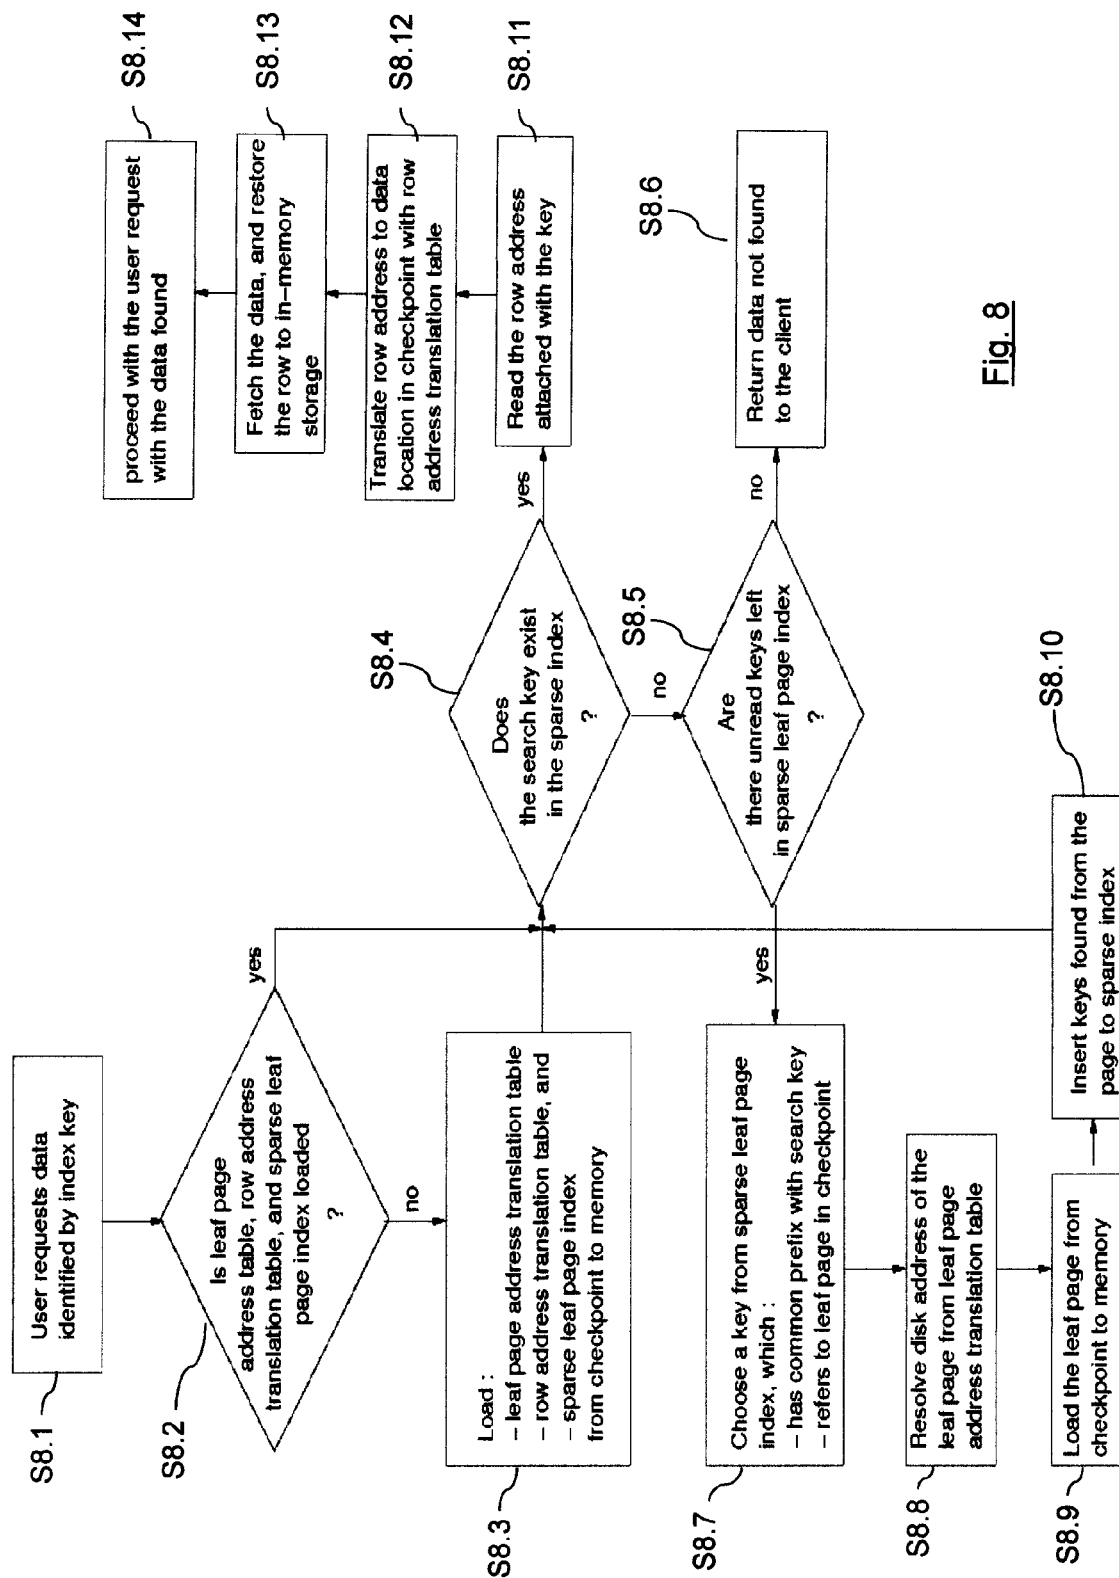 S8.1
User requests data
identified by index key
S8.2
Is leaf page
address table, row address
translation table, and sparse leaf
page index loaded
?
yes
no
S8.3
Load :
– leaf page address translation table
– row address translation table, and
– sparse leaf page index
from checkpoint to memory
S8.4
Does
the search key exist
in the sparse index
?
yes
no
S8.5
Are
there unread keys left
in sparse leaf page index
?
yes
no
S8.6
Return data not found
to the client
S8.7
Choose a key from sparse leaf page
index, which :
– has common prefix with search key
– refers to leaf page in checkpoint
S8.8
Resolve disk address of the
leaf page from leaf page
address translation table
S8.9
Load the leaf page from
checkpoint to memory
S8.10
Insert keys found from the
page to sparse index
S8.11
Read the row address
attached with the key
S8.12
Translate row address to data
location in checkpoint with row
address translation table
S8.13
Fetch the data, and restore
the row to in–memory
storage
S8.14
proceed with the user request
with the data found
Fig. 8